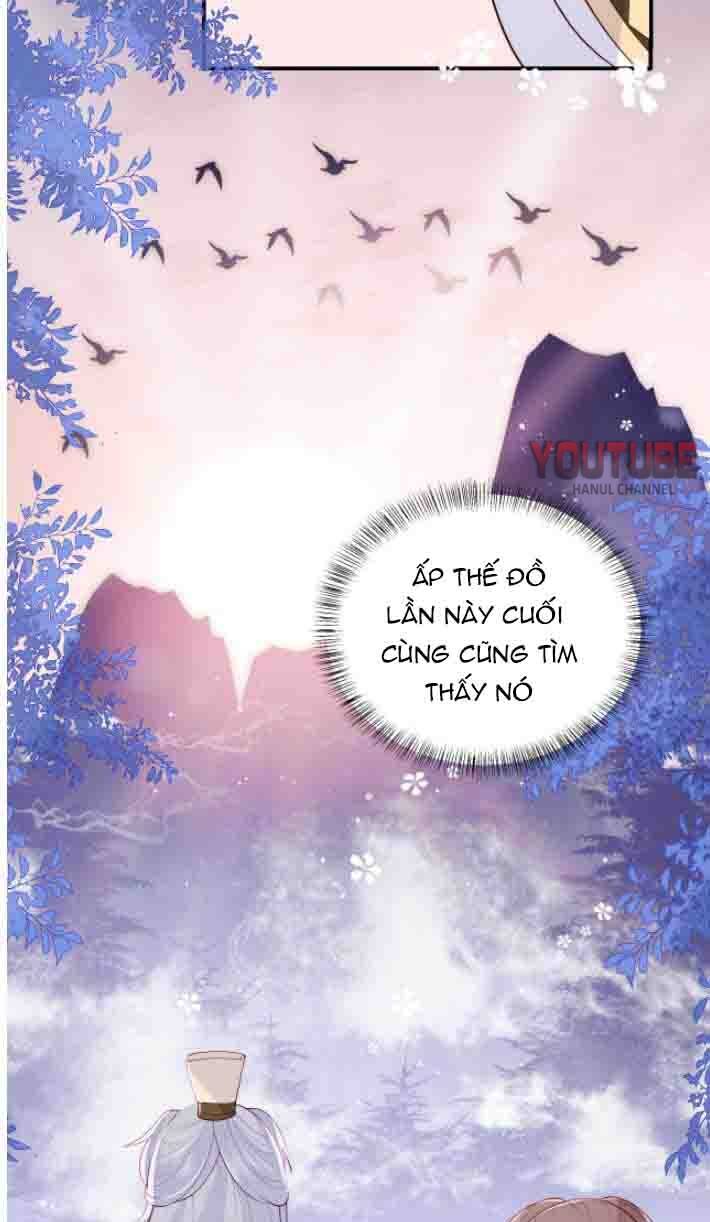 YOUTUBE
HANUL CHANNEL
ẤP THẾ ĐỒ
LẦN NÀY CUỐI
CÙNG CŨNG TÌM
THẤY NÓ